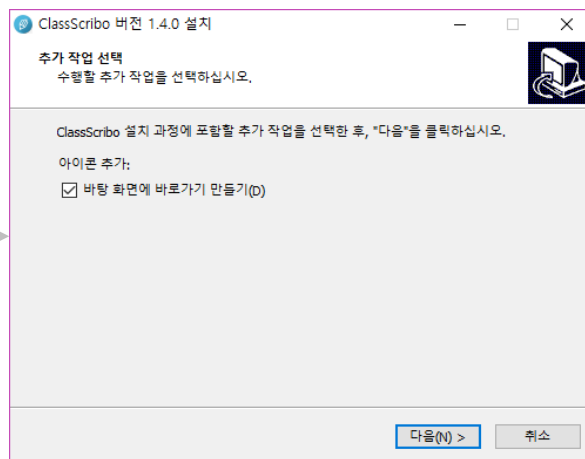 ClassScribo 버전 1.4.0 설치
추가 작업 선택
수행할 추가 작업을 선택하십시오.
ClassScribo 설치 과정에 포함할 추가 작업을 선택한 후, "다음"을 클릭하십시오.
아이콘 추가:
바탕 화면에 바로가기 만들기(D)
다음(N) >
취소